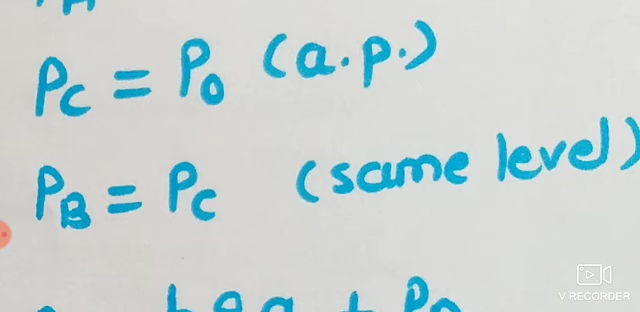 P_C = P_0 (a.p.)
P_B = P_C (same level)
V RECORDER